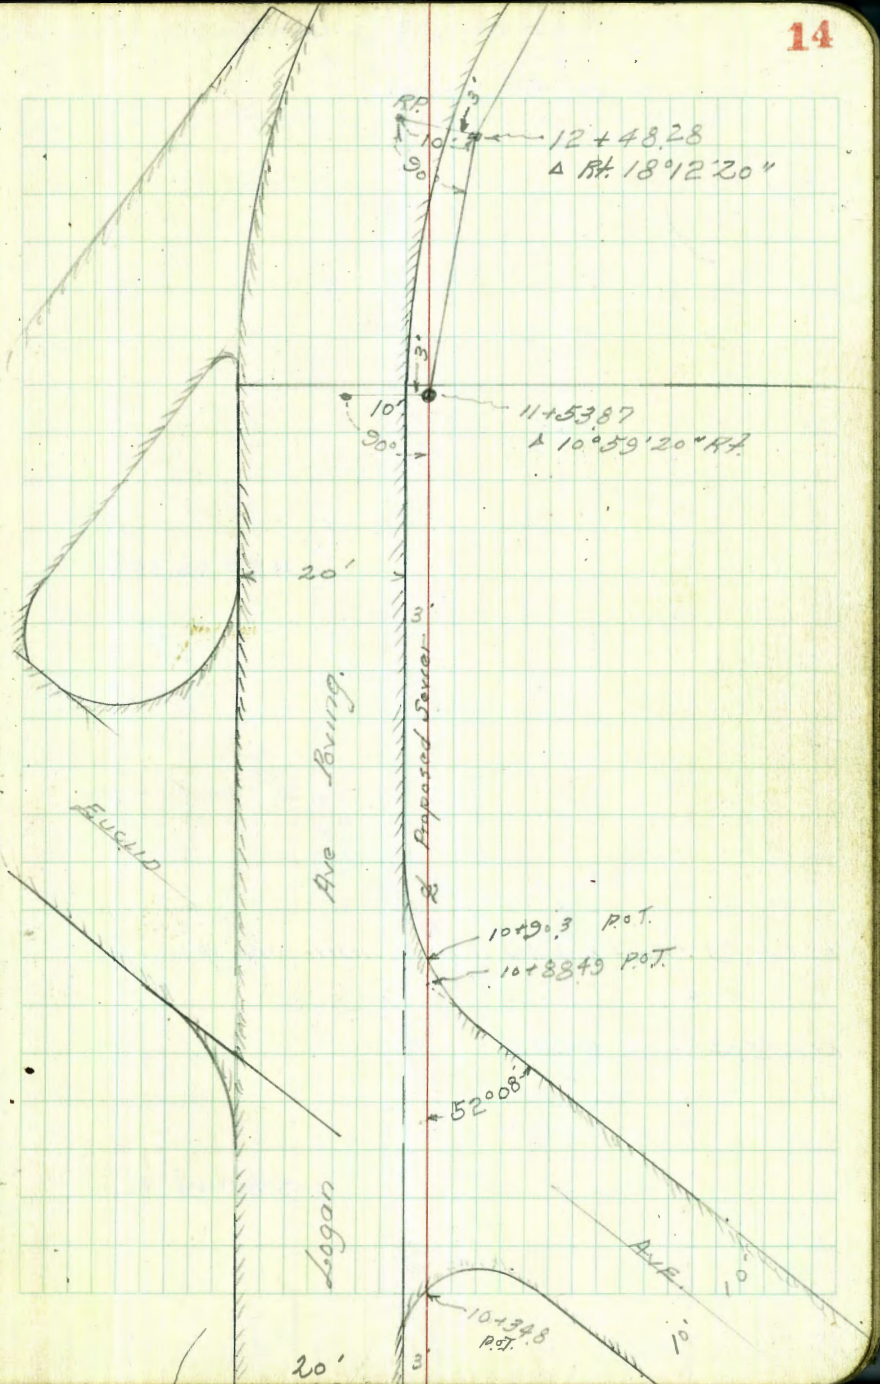 14
R.P.
3'
10'
90°
12 + 48.28
Δ Rt. 18°12'20"
3'
10'
90°
11+53.87
Δ 10°59'20" Rt.
20'
3'
Logan Ave Paving.
℄ Proposed Sewer
EUCLID
10+90.3 P.O.T.
10+88.49 P.O.T.
52°08'
AVE.
10'
10'
10+34.8
P.O.T.
20'
3'